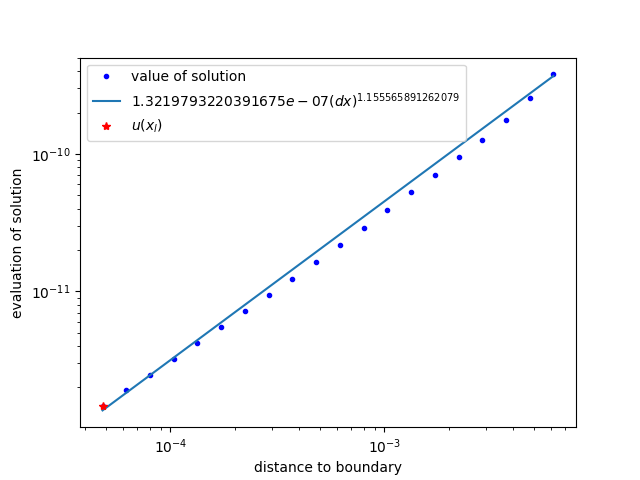 value of solution
1.3219793220391675e − 07(dx)^1.155565891262079
u(x_l)
evaluation of solution
10^−10
10^−11
10^−4
10^−3
distance to boundary